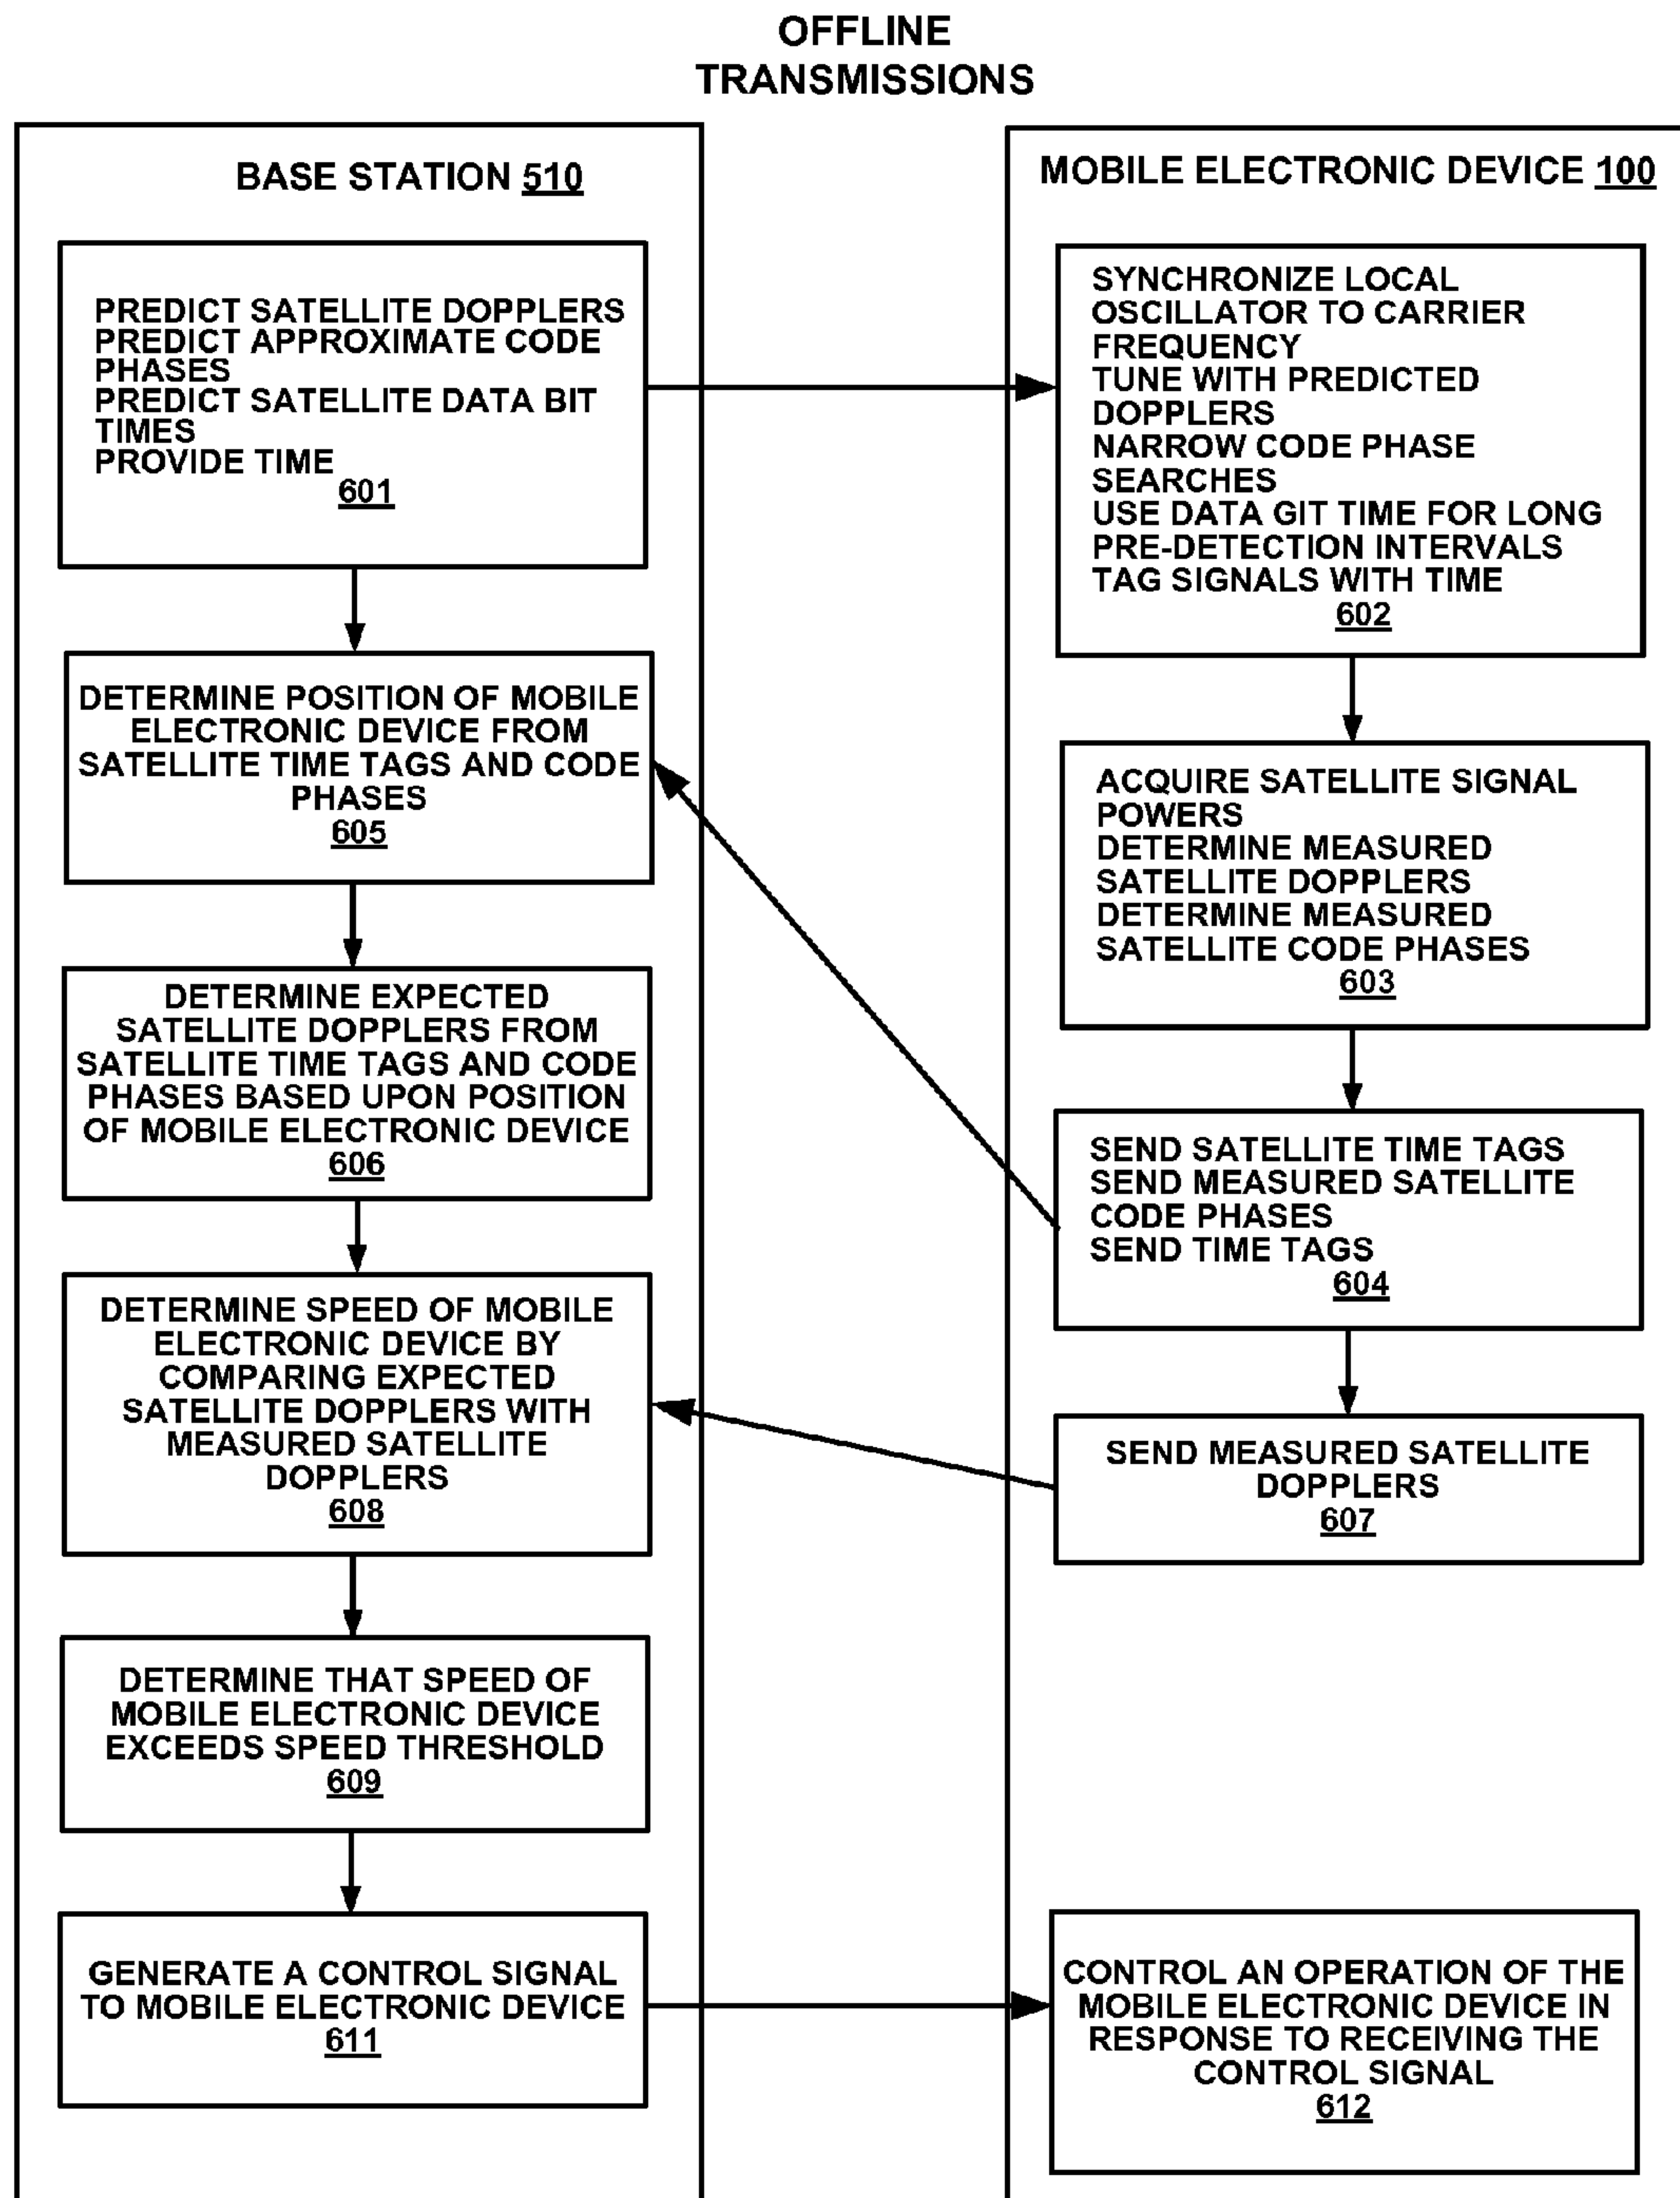 OFFLINE
TRANSMISSIONS
BASE STATION 510
PREDICT SATELLITE DOPPLERS
PREDICT APPROXIMATE CODE
PHASES
PREDICT SATELLITE DATA BIT
TIMES
PROVIDE TIME
601
DETERMINE POSITION OF MOBILE
ELECTRONIC DEVICE FROM
SATELLITE TIME TAGS AND CODE
PHASES
605
DETERMINE EXPECTED
SATELLITE DOPPLERS FROM
SATELLITE TIME TAGS AND CODE
PHASES BASED UPON POSITION
OF MOBILE ELECTRONIC DEVICE
606
DETERMINE SPEED OF MOBILE
ELECTRONIC DEVICE BY
COMPARING EXPECTED
SATELLITE DOPPLERS WITH
MEASURED SATELLITE
DOPPLERS
608
DETERMINE THAT SPEED OF
MOBILE ELECTRONIC DEVICE
EXCEEDS SPEED THRESHOLD
609
GENERATE A CONTROL SIGNAL
TO MOBILE ELECTRONIC DEVICE
611
MOBILE ELECTRONIC DEVICE 100
SYNCHRONIZE LOCAL
OSCILLATOR TO CARRIER
FREQUENCY
TUNE WITH PREDICTED
DOPPLERS
NARROW CODE PHASE
SEARCHES
USE DATA GIT TIME FOR LONG
PRE-DETECTION INTERVALS
TAG SIGNALS WITH TIME
602
ACQUIRE SATELLITE SIGNAL
POWERS
DETERMINE MEASURED
SATELLITE DOPPLERS
DETERMINE MEASURED
SATELLITE CODE PHASES
603
SEND SATELLITE TIME TAGS
SEND MEASURED SATELLITE
CODE PHASES
SEND TIME TAGS
604
SEND MEASURED SATELLITE
DOPPLERS
607
CONTROL AN OPERATION OF THE
MOBILE ELECTRONIC DEVICE IN
RESPONSE TO RECEIVING THE
CONTROL SIGNAL
612